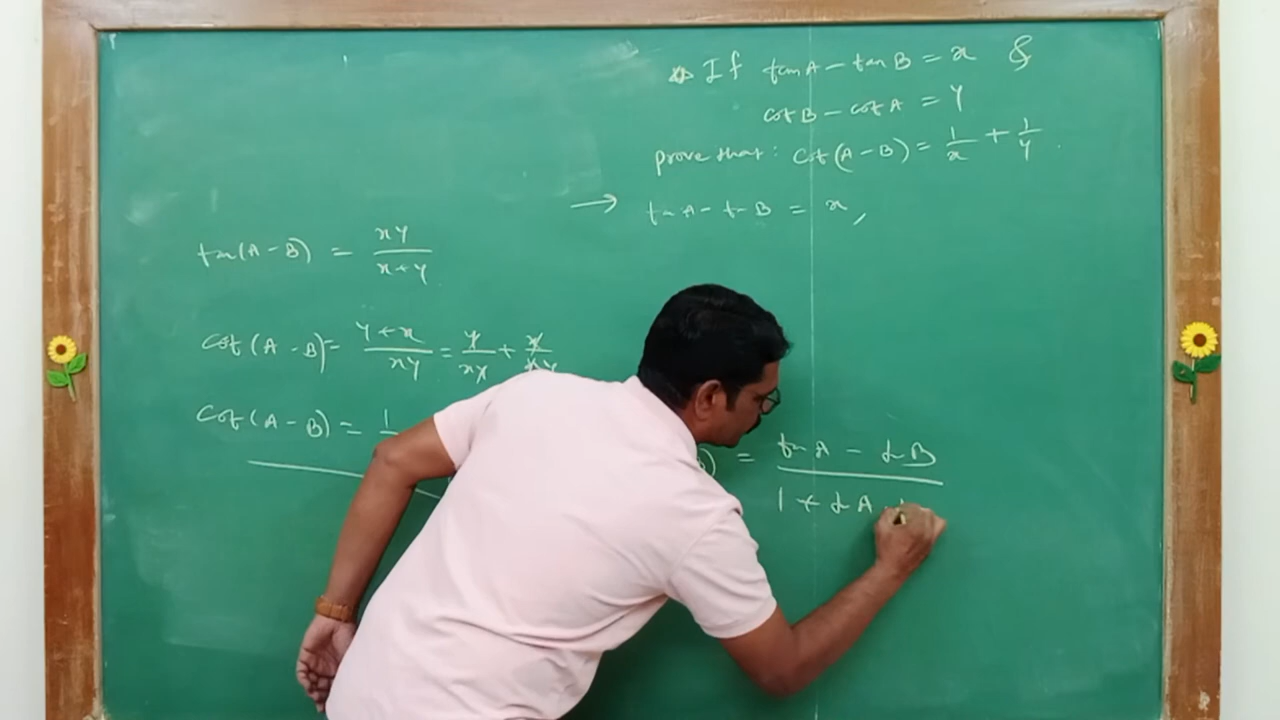 If tanA - tanB = x &
cotB - cotA = y
prove that: cot(A - B) = 1/x + 1/y
→ tanA - tanB = x,
tan(A - B) = xy/x+y
cot(A - B) = y+x/xy = y/xy + x/xy
cot(A - B) = 1
B) = tanA - tanB/1 + tanA